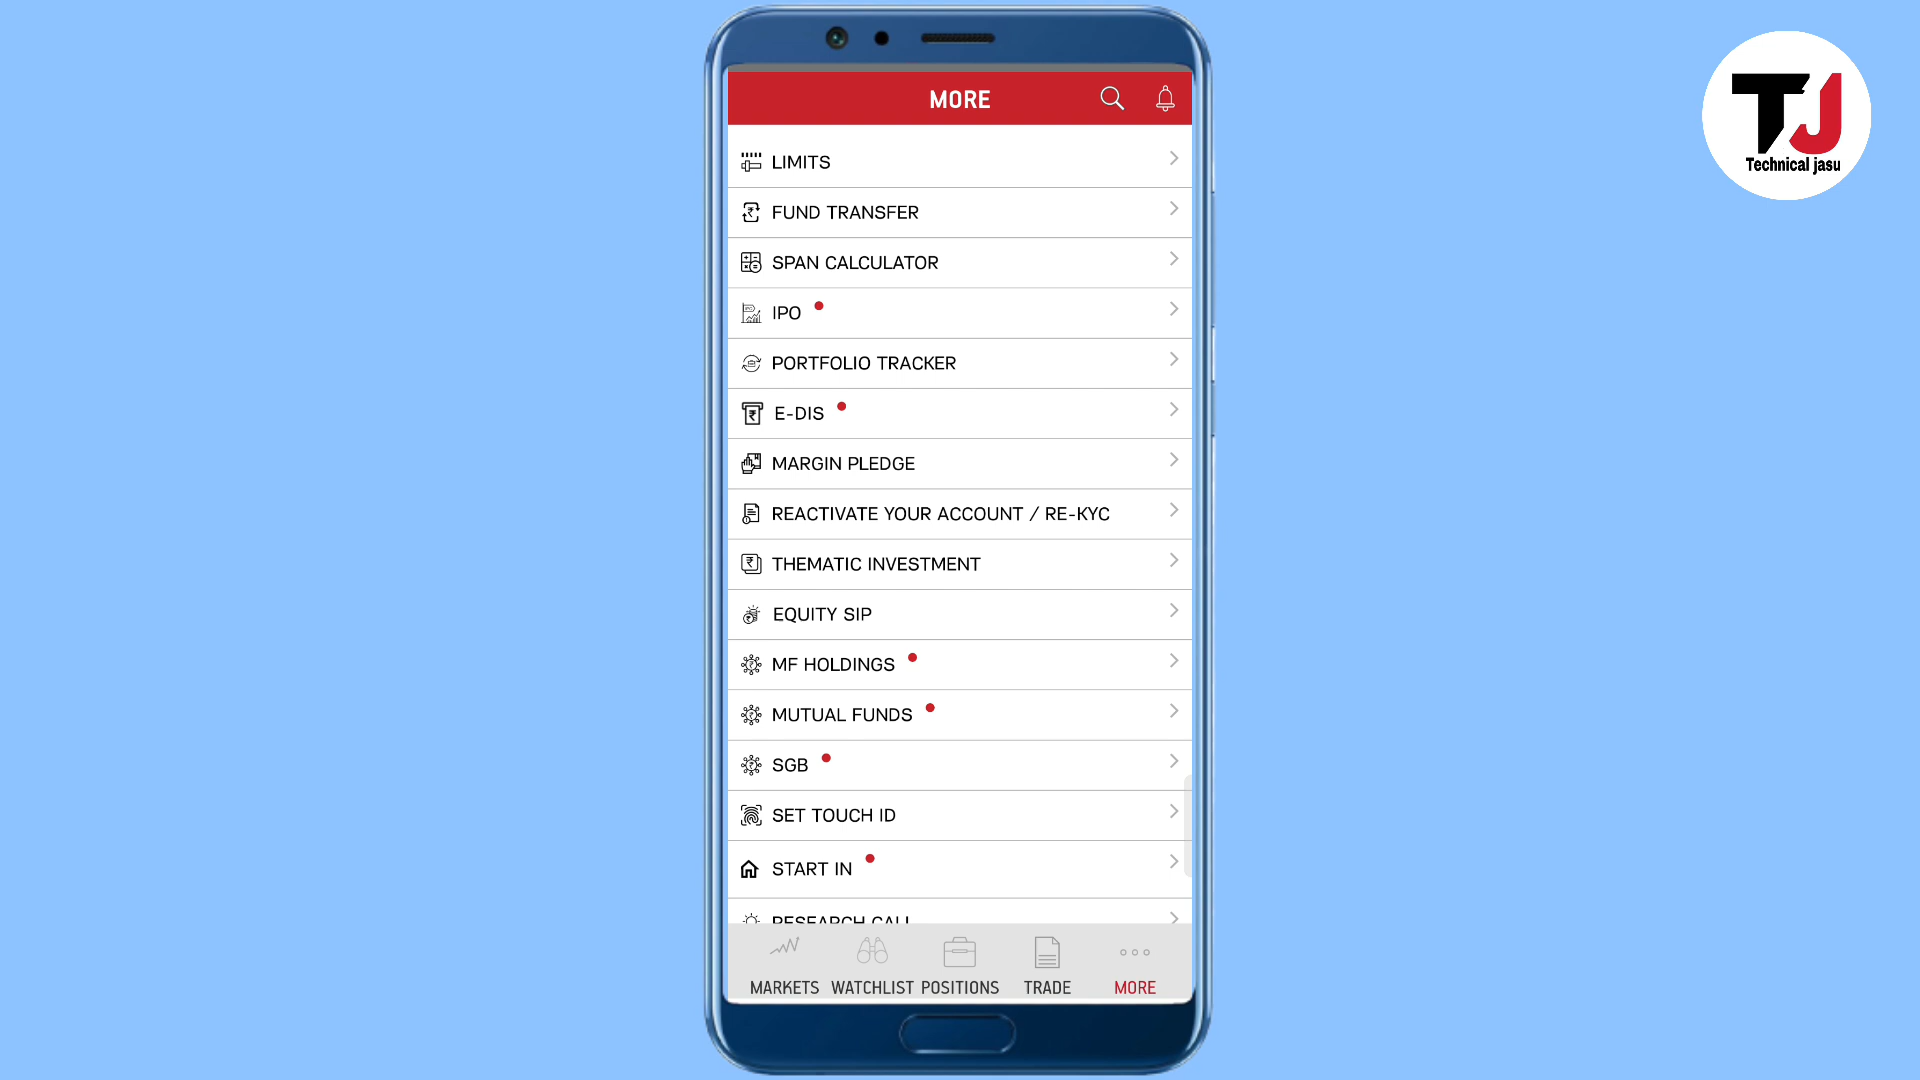 MORE
TJ
Technical jasu
LIMITS
FUND TRANSFER
SPAN CALCULATOR
IPO
PORTFOLIO TRACKER
E-DIS
MARGIN PLEDGE
REACTIVATE YOUR ACCOUNT / RE-KYC
THEMATIC INVESTMENT
EQUITY SIP
MF HOLDINGS
MUTUAL FUNDS
SGB
SET TOUCH ID
START IN
RESEARCH CALL
MARKETS WATCHLIST POSITIONS TRADE MORE